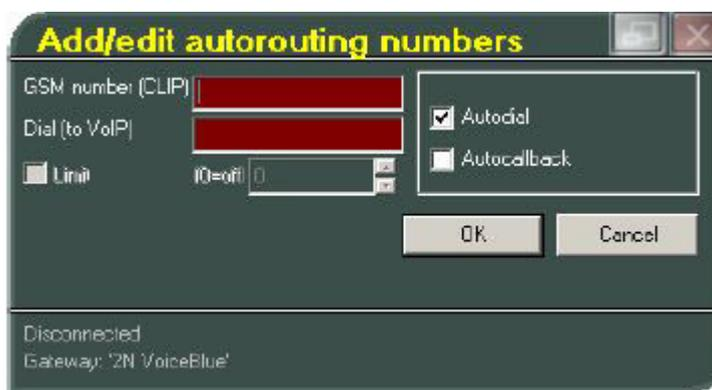 Add/edit autorouting numbers
GSM number (CLIP)
Dial (to VoIP)
Limit (0=off) 0
Autodial
Autocallback
OK Cancel
Disconnected
Gateway: '2N VoiceBlue'